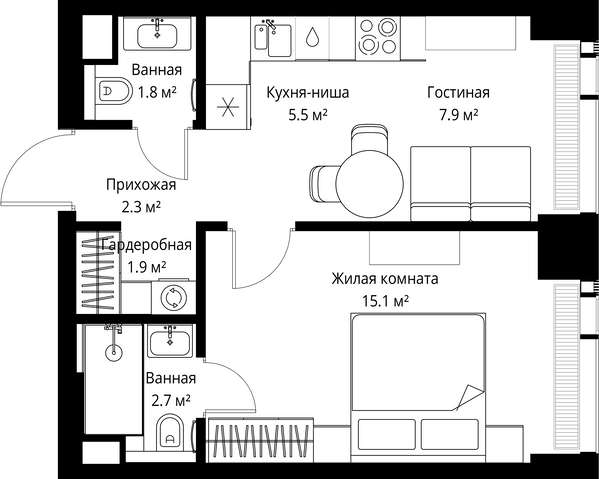 Ванная
1.8 м²
Кухня-ниша
5.5 м²
Гостиная
7.9 м²
Прихожая
2.3 м²
Гардеробная
1.9 м²
Жилая комната
15.1 м²
Ванная
2.7 м²